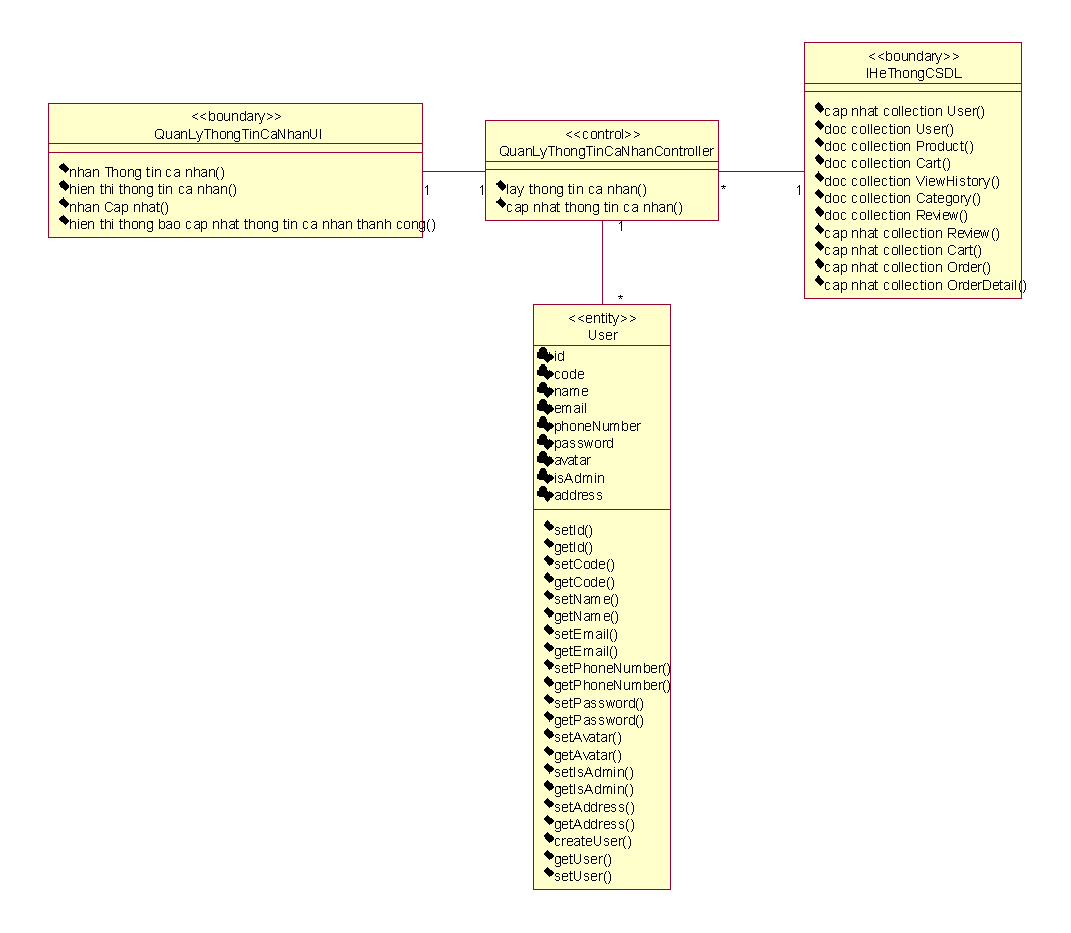 <<boundary>>
QuanLyThongTinCaNhanUI
nhan Thong tin ca nhan()
hien thi thong tin ca nhan()
nhan Cap nhat()
hien thi thong bao cap nhat thong tin ca nhan thanh cong()
1
1
<<control>>
QuanLyThongTinCaNhanController
lay thong tin ca nhan()
cap nhat thong tin ca nhan()
*
1
<<boundary>>
IHeThongCSDL
cap nhat collection User()
doc collection User()
doc collection Product()
doc collection Cart()
doc collection ViewHistory()
doc collection Category()
doc collection Review()
cap nhat collection Review()
cap nhat collection Cart()
cap nhat collection Order()
cap nhat collection OrderDetail()
1
*
<<entity>>
User
id
code
name
email
phoneNumber
password
avatar
isAdmin
address
setId()
getId()
setCode()
getCode()
setName()
getName()
setEmail()
getEmail()
setPhoneNumber()
getPhoneNumber()
setPassword()
getPassword()
setAvatar()
getAvatar()
setIsAdmin()
getIsAdmin()
setAddress()
getAddress()
createUser()
getUser()
setUser()